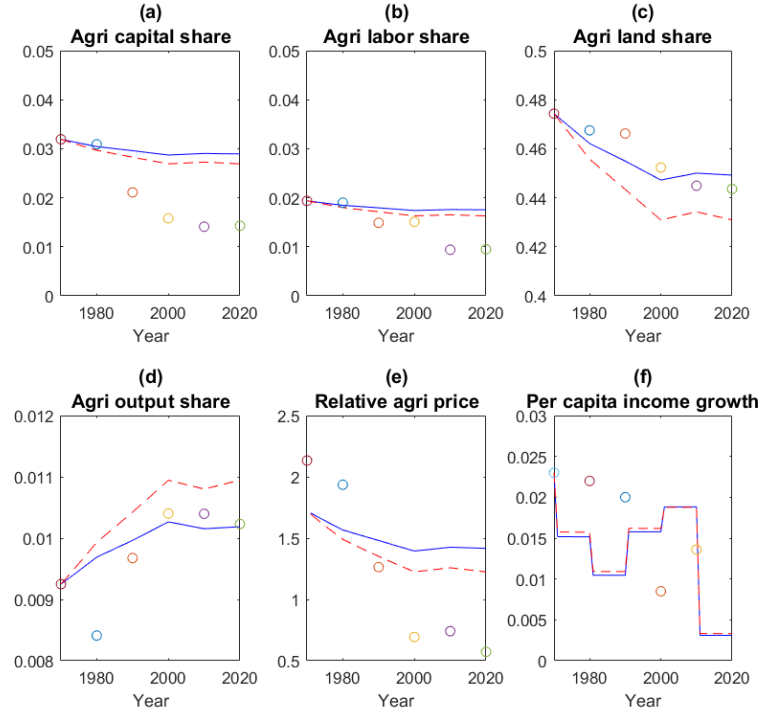 (a)
Agri capital share
0.05
0.04
0.03
0.02
0.01
0
1980
2000
2020
Year
(b)
Agri labor share
0.05
0.04
0.03
0.02
0.01
0
1980
2000
2020
Year
(c)
Agri land share
0.5
0.48
0.46
0.44
0.42
0.4
1980
2000
2020
Year
(d)
Agri output share
0.012
0.011
0.01
0.009
0.008
1980
2000
2020
Year
(e)
Relative agri price
2.5
2
1.5
1
0.5
1980
2000
2020
Year
(f)
Per capita income growth
0.03
0.025
0.02
0.015
0.01
0.005
0
1980
2000
2020
Year